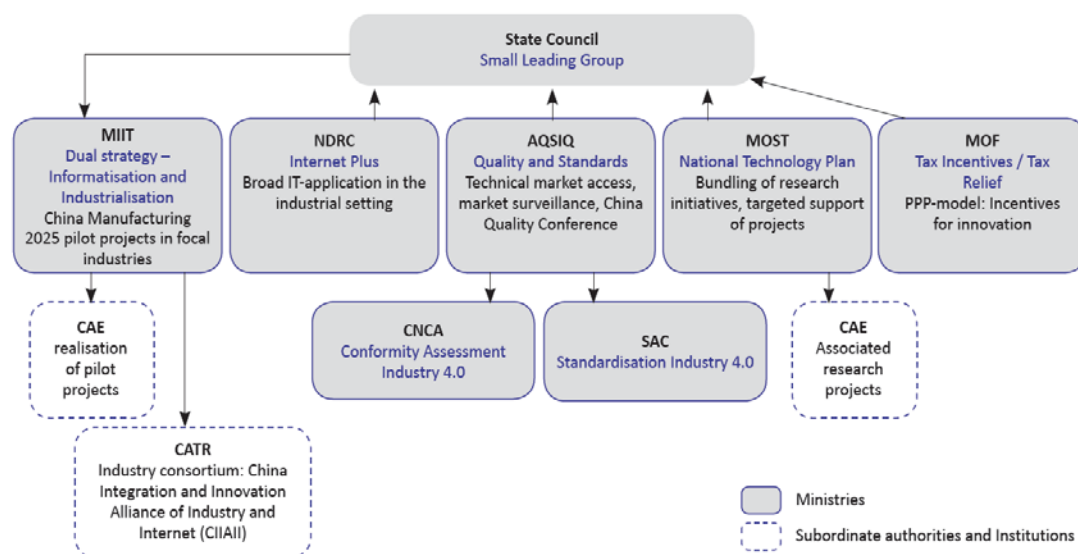 State Council
Small Leading Group
MIIT
Dual strategy –
Informatisation and
Industrialisation
China Manufacturing
2025 pilot projects in focal
industries
NDRC
Internet Plus
Broad IT-application in the
industrial setting
AQSIQ
Quality and Standards
Technical market access,
market surveillance, China
Quality Conference
MOST
National Technology Plan
Bundling of research
initiatives, targeted support
of projects
MOF
Tax Incentives / Tax
Relief
PPP-model: Incentives
for innovation
CAE
realisation
of pilot
projects
CNCA
Conformity Assessment
Industry 4.0
SAC
Standardisation Industry 4.0
CAE
Associated
research
projects
CATR
Industry consortium: China
Integration and Innovation
Alliance of Industry and
Internet (CIIAII)
Ministries
Subordinate authorities and Institutions